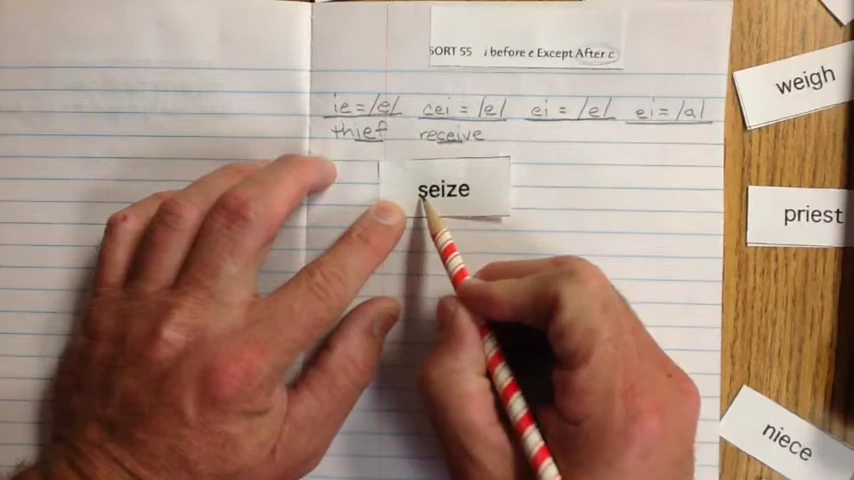 SORT 55 i before e Except After c
ie = /e/ cei = /e/ ei = /e/ ei = /a/
thief receive
seize
weigh
priest
niece